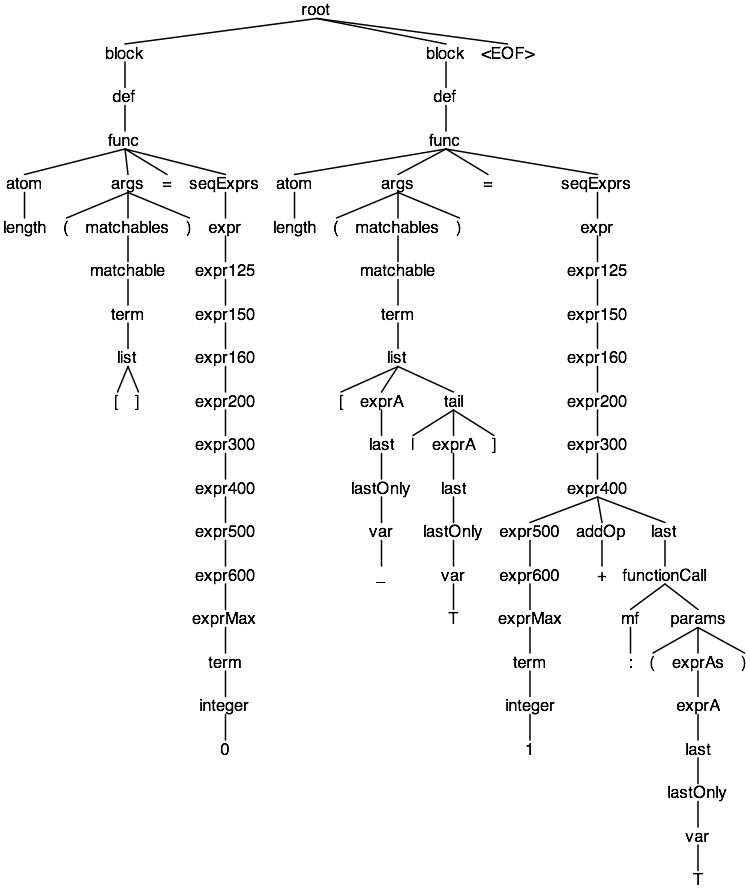 root
block block <EOF>
def def
func func
atom args = seqExprs atom args = seqExprs
length ( matchables ) expr length ( matchables ) expr
matchable expr125 matchable expr125
term expr150 term expr150
list expr160 list expr160
[ ] expr200 [ exprA tail expr200
expr300 last | exprA ] expr300
expr400 lastOnly last expr400
expr500 var lastOnly expr500 addOp last
expr600 _ var expr600 + functionCall
exprMax T exprMax mf params
term term : ( exprAs )
integer integer exprA
0 1 last
lastOnly
var
T